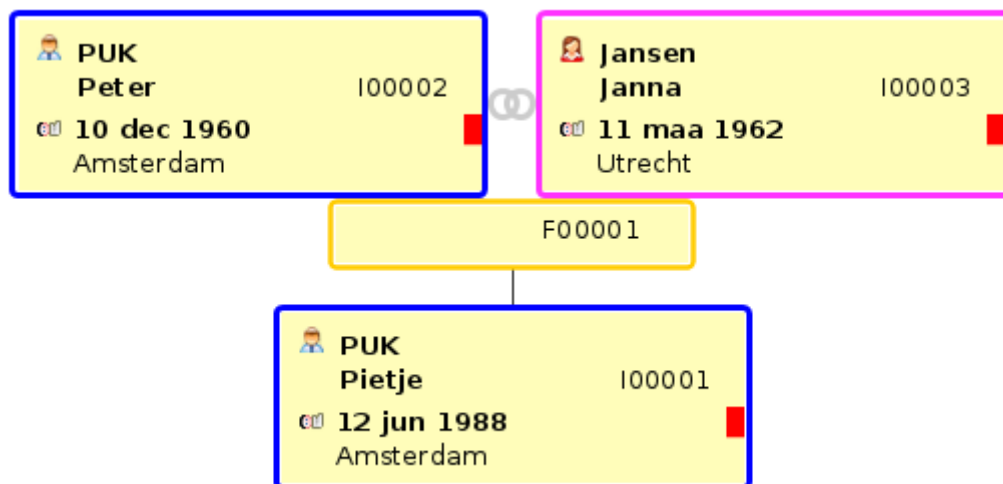 PUK
Peter I00002
10 dec 1960
Amsterdam
Jansen
Janna I00003
11 maa 1962
Utrecht
F00001
PUK
Pietje I00001
12 jun 1988
Amsterdam